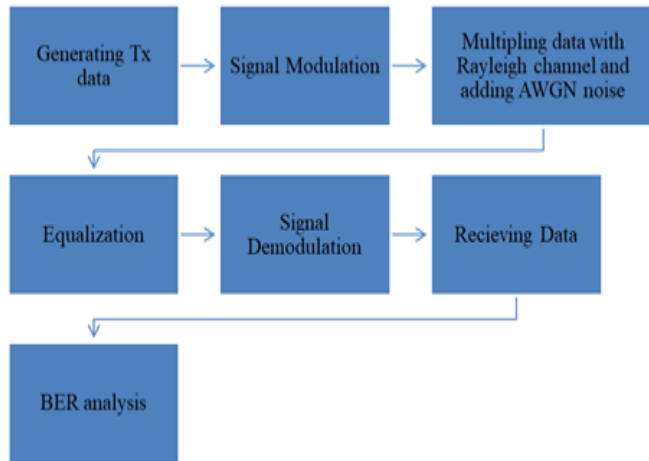 Generating Tx
data
Signal Modulation
Multipling data with
Rayleigh channel and
adding AWGN noise
Equalization
Signal
Demodulation
Recieving Data
BER analysis